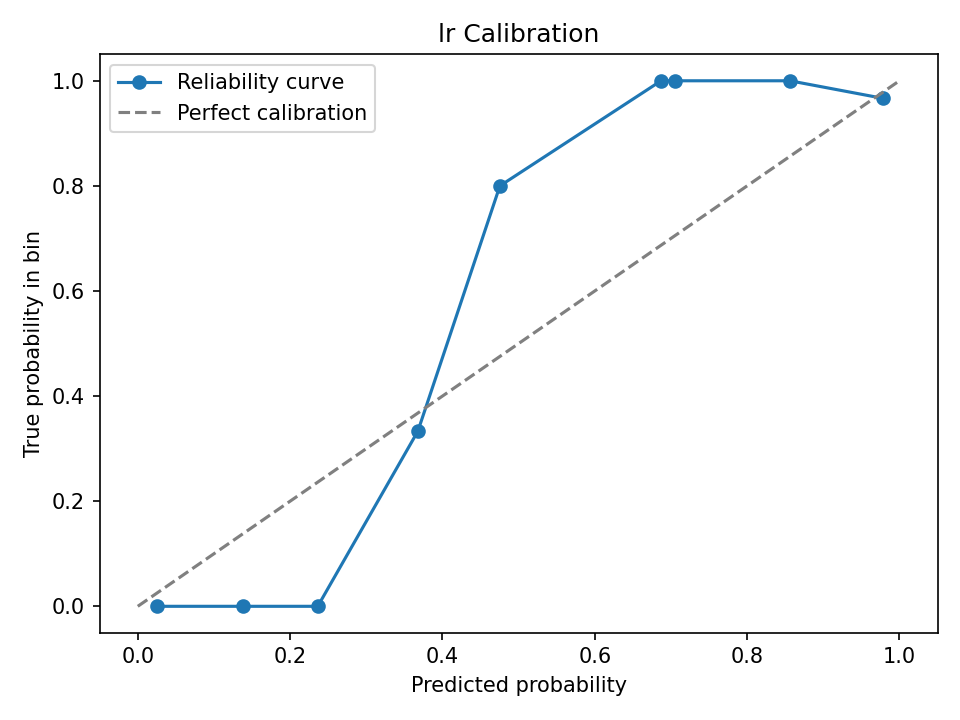 lr Calibration
Reliability curve
Perfect calibration
True probability in bin
1.0
0.8
0.6
0.4
0.2
0.0
0.0 0.2 0.4 0.6 0.8 1.0
Predicted probability